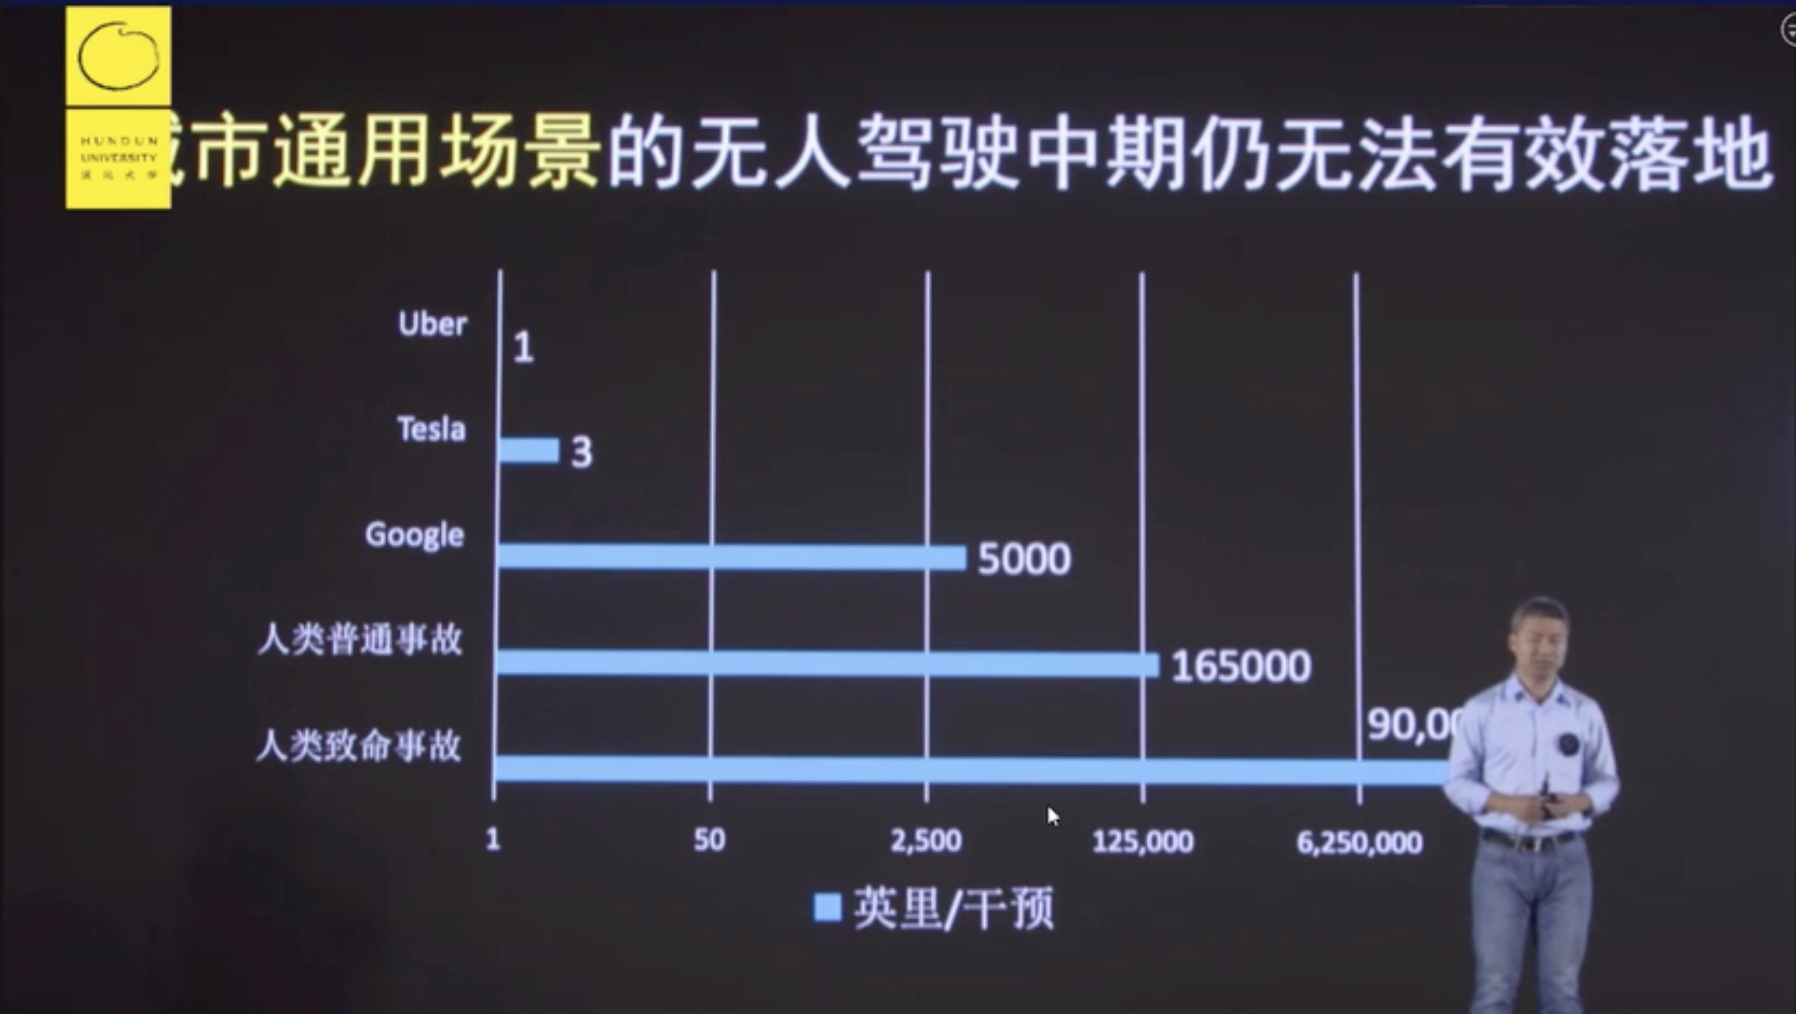 HUNDUN
UNIVERSITY
混沌大学
市通用场景的无人驾驶中期仍无法有效落地
Uber
1
Tesla
3
Google
5000
人类普通事故
165000
人类致命事故
90,00
1
50
2,500
125,000
6,250,000
英里/干预